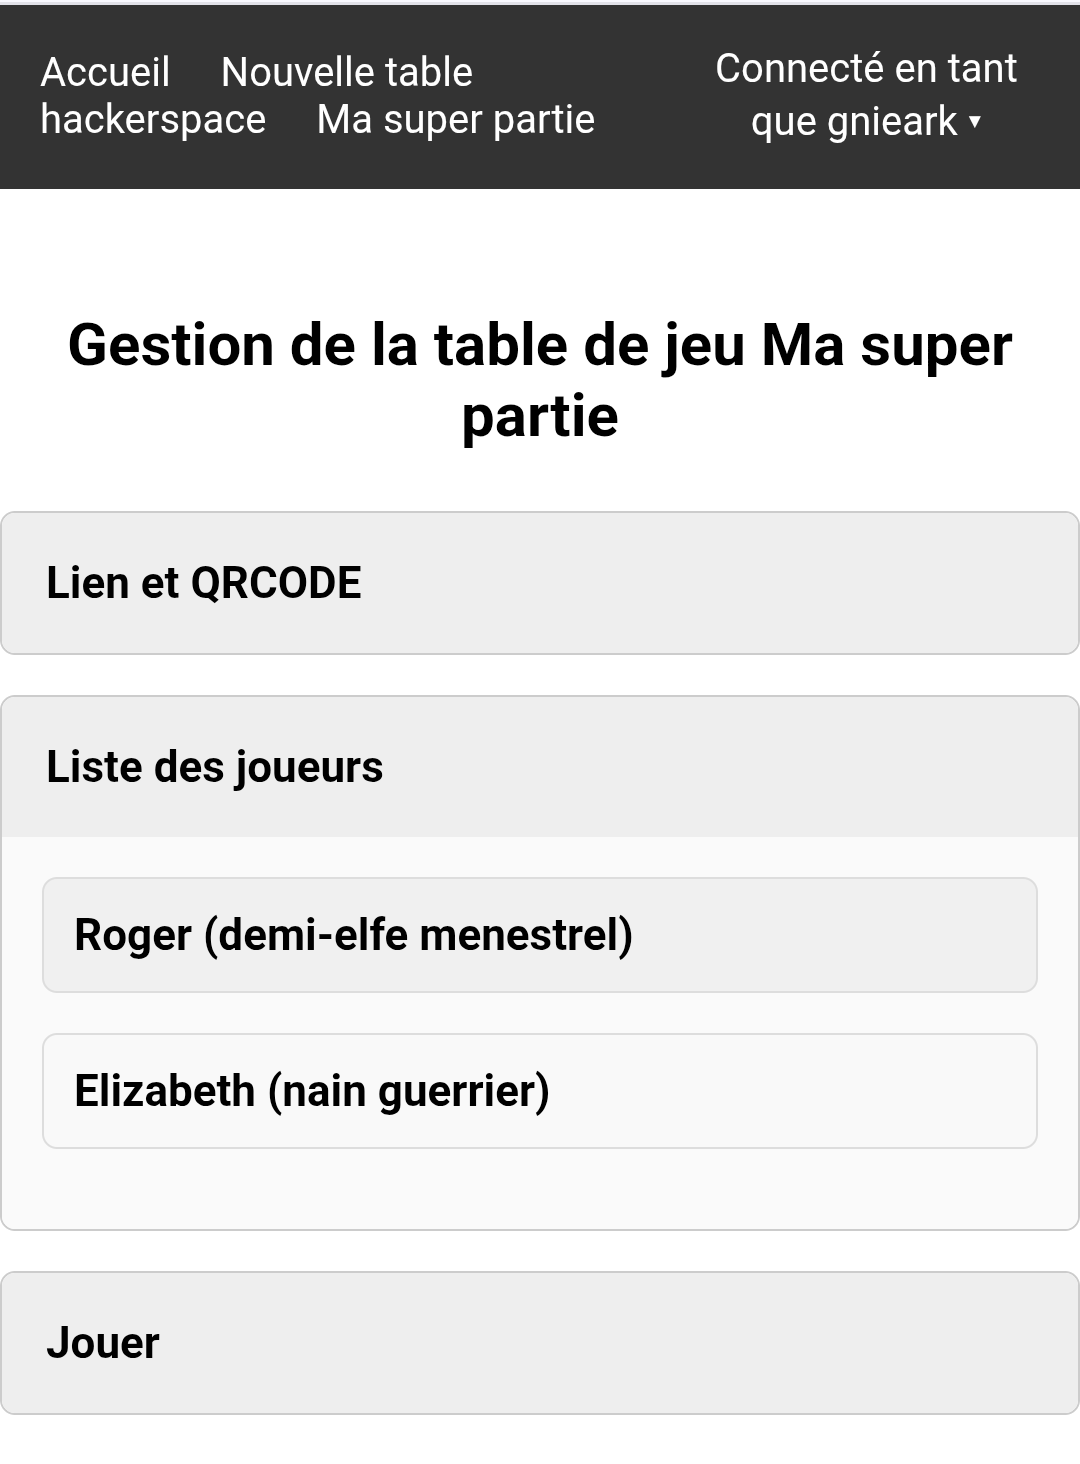 Accueil Nouvelle table
hackerspace Ma super partie
Connecté en tant
que gnieark ▾
Gestion de la table de jeu Ma super
partie
Lien et QRCODE
Liste des joueurs
Roger (demi-elfe menestrel)
Elizabeth (nain guerrier)
Jouer